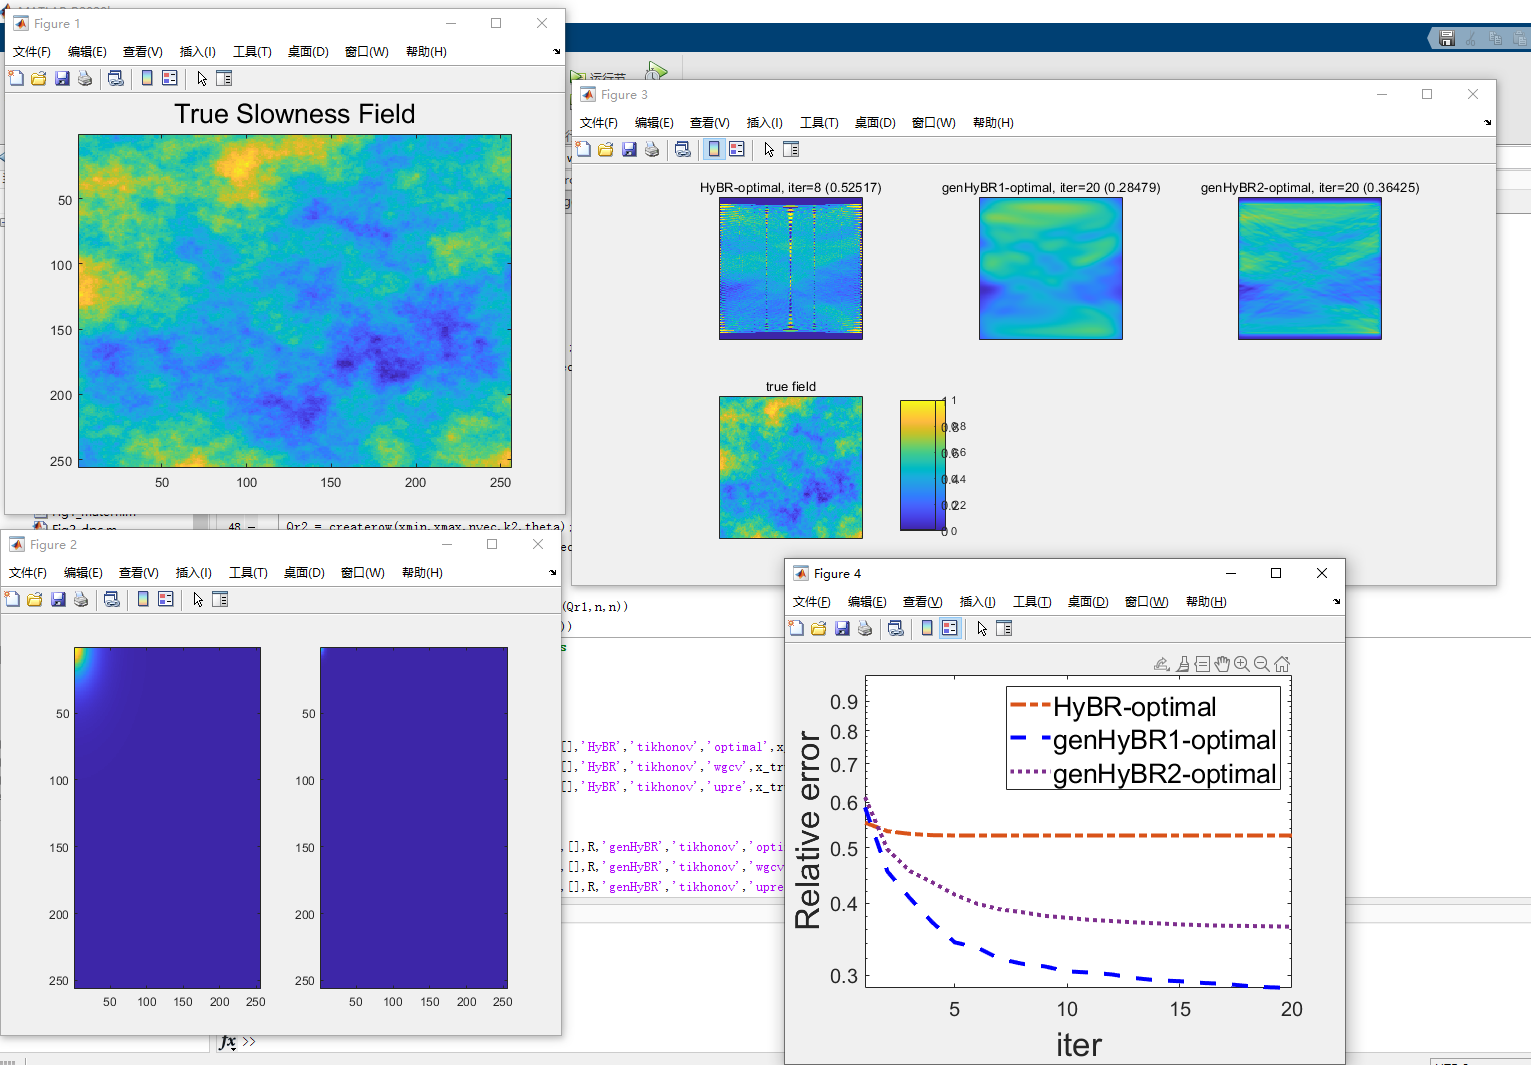 Figure 1
文件(F) 编辑(E) 查看(V) 插入(I) 工具(T) 桌面(D) 窗口(W) 帮助(H)
True Slowness Field
50
100
150
200
250
50 100 150 200 250
运行节
Figure 3
文件(F) 编辑(E) 查看(V) 插入(I) 工具(T) 桌面(D) 窗口(W) 帮助(H)
HyBR-optimal, iter=8 (0.52517)
genHyBR1-optimal, iter=20 (0.28479)
genHyBR2-optimal, iter=20 (0.36425)
true field
1 1
0.8
0.6
0.4
0.2
0 0
48 — Qr2 = createrow(xmin,xmax,nvec,k2,theta);
Figure 2
文件(F) 编辑(E) 查看(V) 插入(I) 工具(T) 桌面(D) 窗口(W) 帮助(H)
50
100
150
200
250
50 100 150 200 250
50
100
150
200
250
50 100 150 200 250
(Qr1,n,n))
))
[],'HyBR','tikhonov','optimal',x_
[],'HyBR','tikhonov','wgcv',x_tr
[],'HyBR','tikhonov','upre',x_tr
,[],R,'genHyBR','tikhonov','opti
,[],R,'genHyBR','tikhonov','wgcv
,[],R,'genHyBR','tikhonov','upre
fx >>
Figure 4
文件(F) 编辑(E) 查看(V) 插入(I) 工具(T) 桌面(D) 窗口(W) 帮助(H)
HyBR-optimal
genHyBR1-optimal
genHyBR2-optimal
Relative error
0.9
0.8
0.7
0.6
0.5
0.4
0.3
5 10 15 20
iter